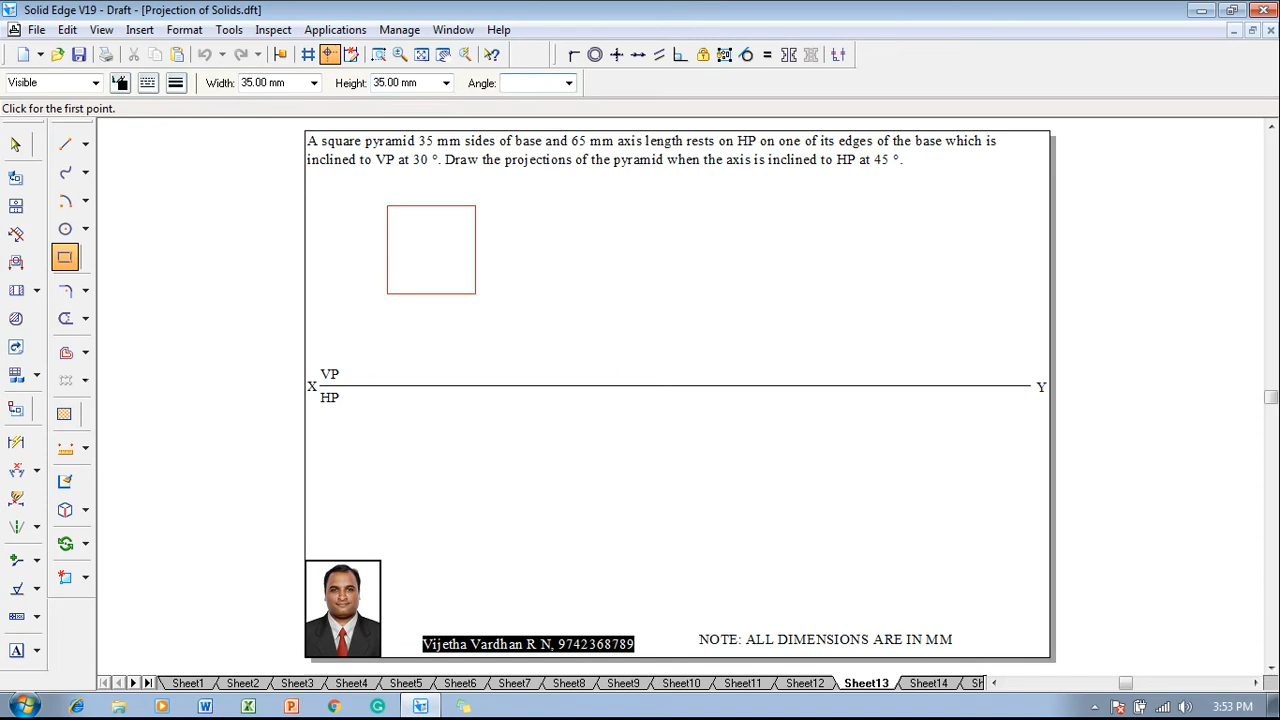 Solid Edge V19 - Draft - [Projection of Solids.dft]
File Edit View Insert Format Tools Inspect Applications Manage Window Help
Visible Width: 35.00 mm Height: 35.00 mm Angle:
Click for the first point.
A square pyramid 35 mm sides of base and 65 mm axis length rests on HP on one of its edges of the base which is
inclined to VP at 30 °. Draw the projections of the pyramid when the axis is inclined to HP at 45 °.
VP
X Y
HP
Vijetha Vardhan R N, 9742368789 NOTE: ALL DIMENSIONS ARE IN MM
Sheet1 Sheet2 Sheet3 Sheet4 Sheet5 Sheet6 Sheet7 Sheet8 Sheet9 Sheet10 Sheet11 Sheet12 Sheet13 Sheet14 Sh
3:53 PM